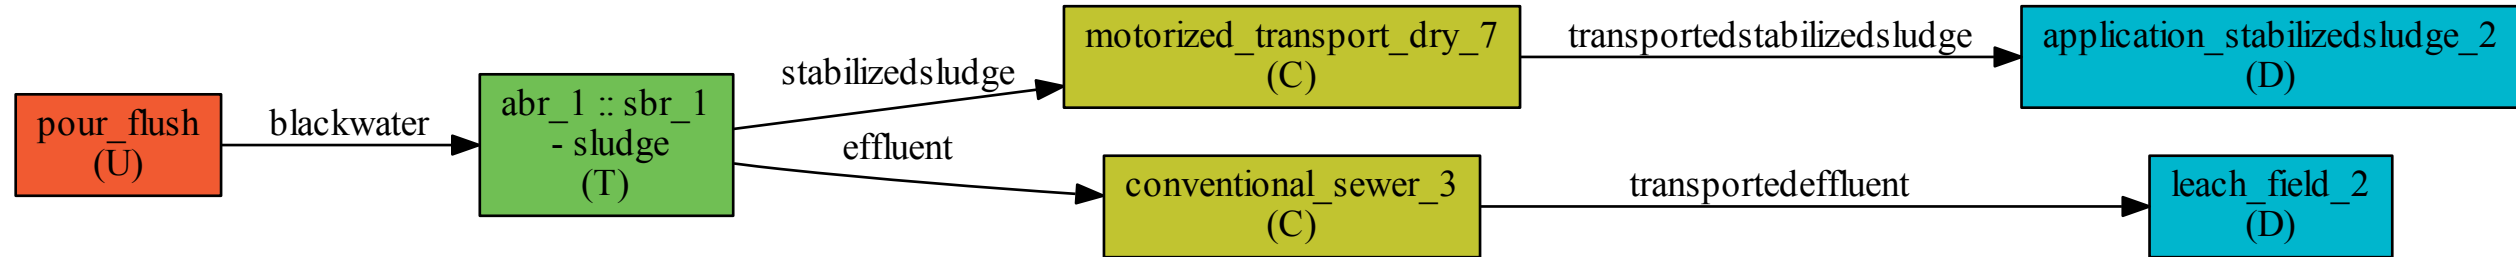 pour_flush
(U)
blackwater
abr_1 :: sbr_1
- sludge
(T)
stabilizedsludge
effluent
motorized_transport_dry_7
(C)
transportedstabilizedsludge
application_stabilizedsludge_2
(D)
conventional_sewer_3
(C)
transportedeffluent
leach_field_2
(D)